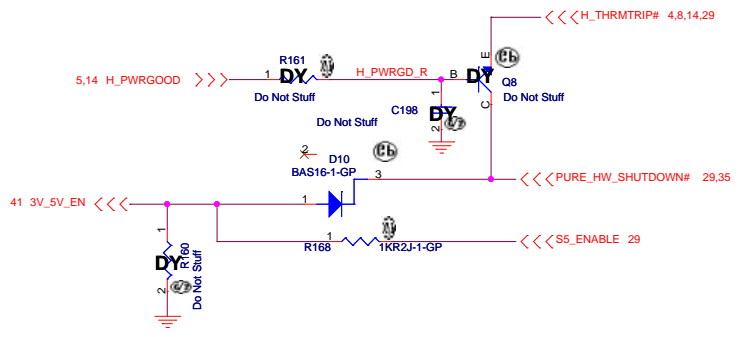 H_THRMTRIP# 4,8,14,29
R161
5,14 H_PWRGOOD
1
DY
H_PWRGD_R
B
E
DY
Q8
Do Not Stuff
Do Not Stuff
1
C
C198
DY
Do Not Stuff
2
2
D10
BAS16-1-GP
3
PURE_HW_SHUTDOWN# 29,35
41 3V_5V_EN
1
1
R168
1
1KR2J-1-GP
S5_ENABLE 29
R160
DY
Do Not Stuff
2